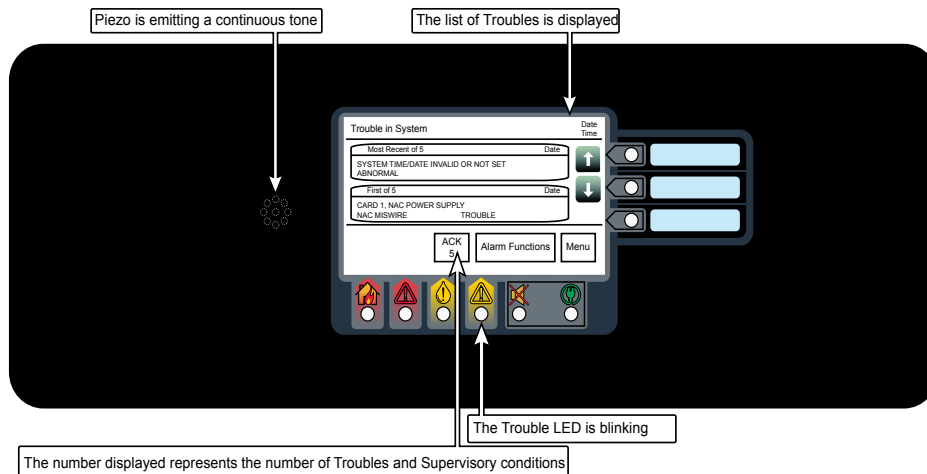 Piezo is emitting a continuous tone
The list of Troubles is displayed
Trouble in System
Date
Time
Most Recent of 5 Date
SYSTEM TIME/DATE INVALID OR NOT SET
ABNORMAL
First of 5 Date
CARD 1, NAC POWER SUPPLY
NAC MISWIRE TROUBLE
ACK
5
Alarm Functions
Menu
The Trouble LED is blinking
The number displayed represents the number of Troubles and Supervisory conditions